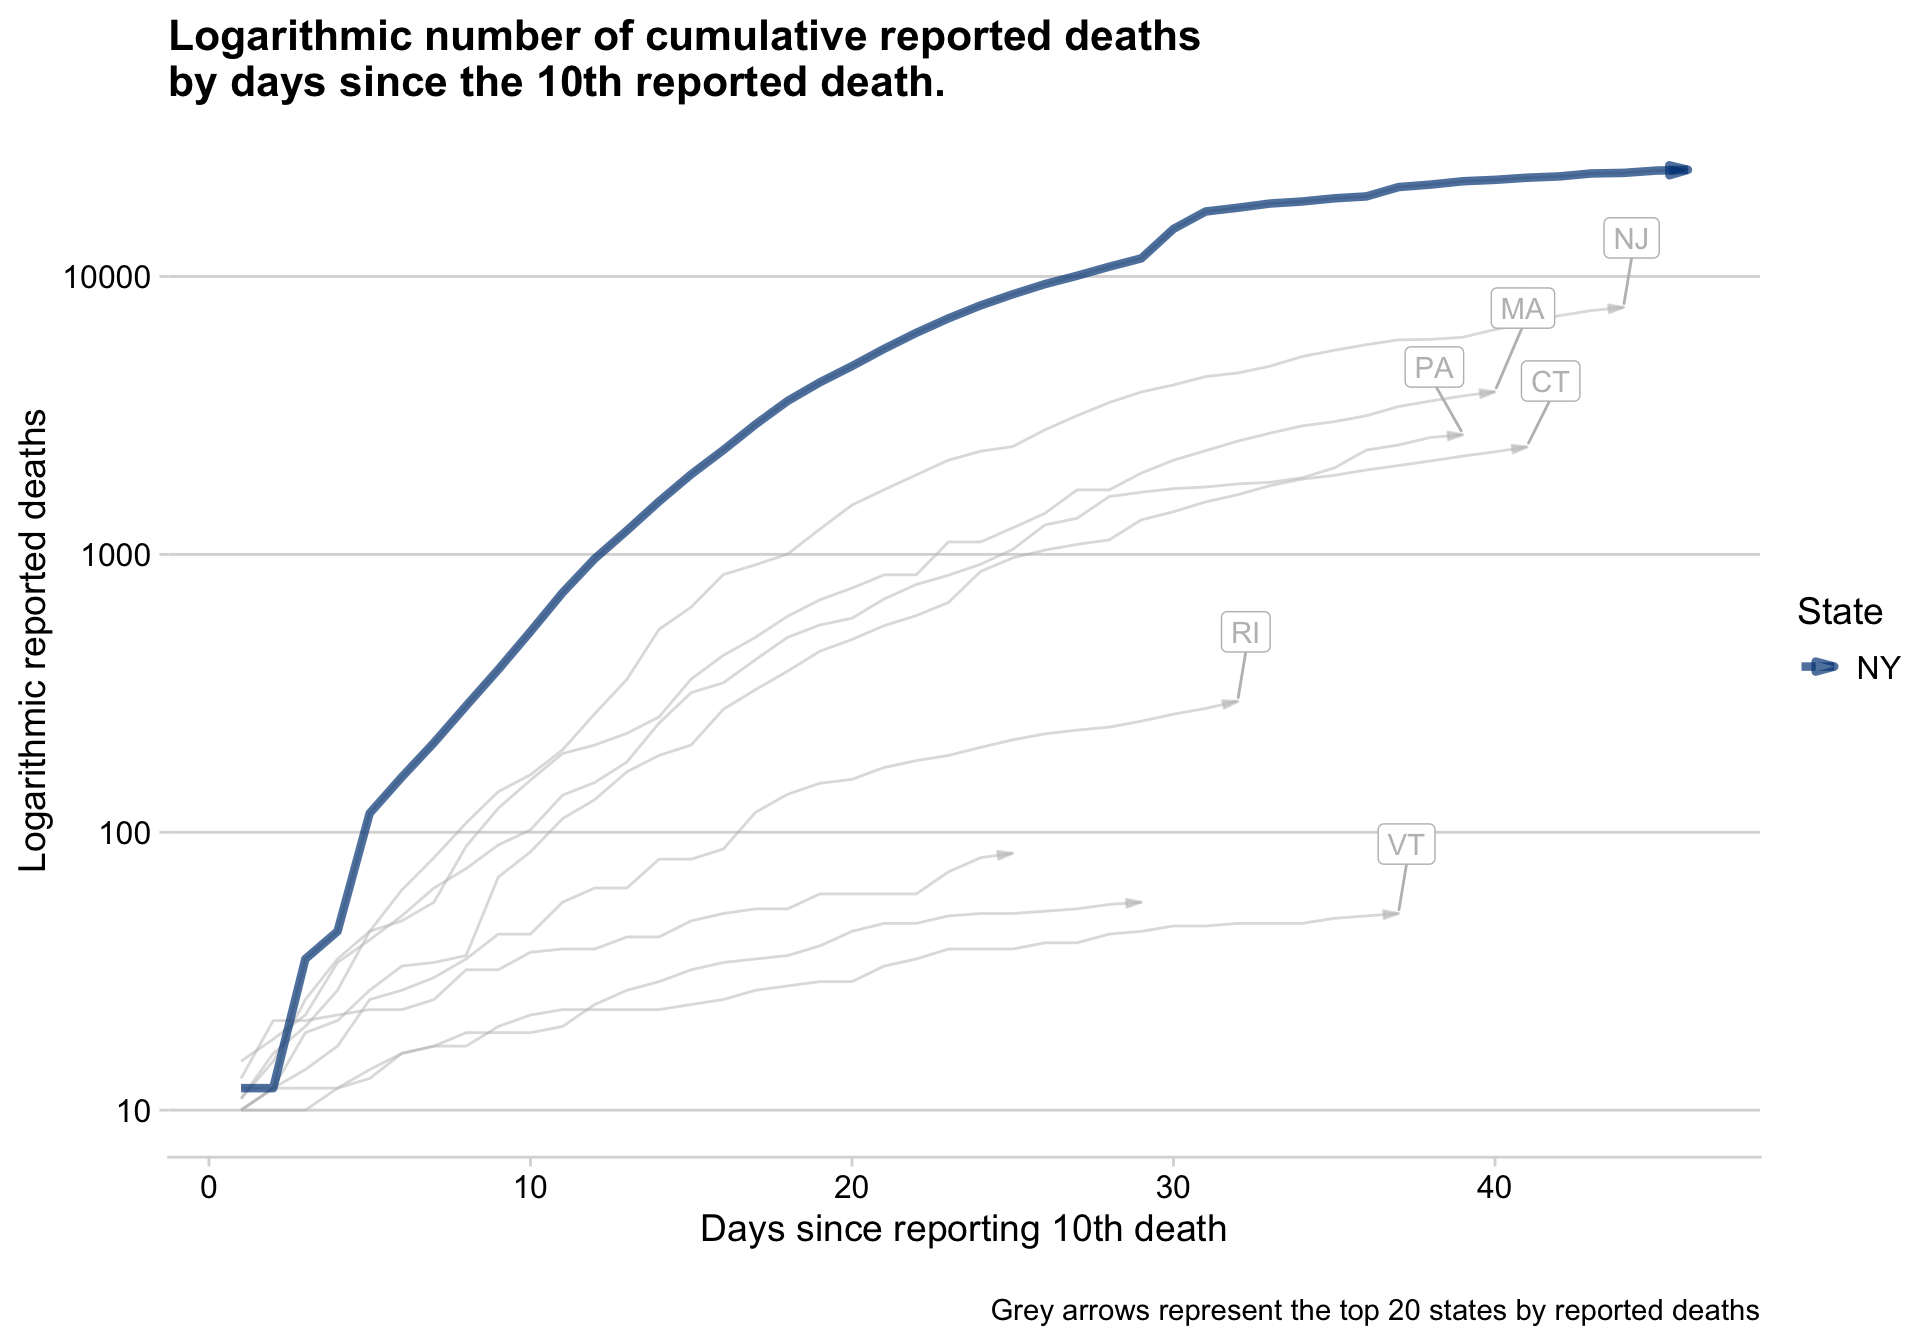 Logarithmic number of cumulative reported deaths
by days since the 10th reported death.
Logarithmic reported deaths
10000
1000
100
10
NJ
MA
PA
CT
RI
VT
State
NY
0
10
20
30
40
Days since reporting 10th death
Grey arrows represent the top 20 states by reported deaths